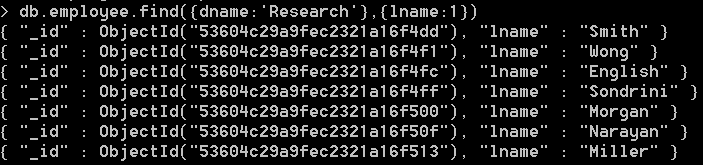 > db.employee.find({dname:'Research'},{lname:1})
{ "_id" : ObjectId("53604c29a9fec2321a16f4dd"), "lname" : "Smith" }
{ "_id" : ObjectId("53604c29a9fec2321a16f4f1"), "lname" : "Wong" }
{ "_id" : ObjectId("53604c29a9fec2321a16f4fc"), "lname" : "English" }
{ "_id" : ObjectId("53604c29a9fec2321a16f4ff"), "lname" : "Sondrini" }
{ "_id" : ObjectId("53604c29a9fec2321a16f500"), "lname" : "Morgan" }
{ "_id" : ObjectId("53604c29a9fec2321a16f50f"), "lname" : "Narayan" }
{ "_id" : ObjectId("53604c29a9fec2321a16f513"), "lname" : "Miller" }